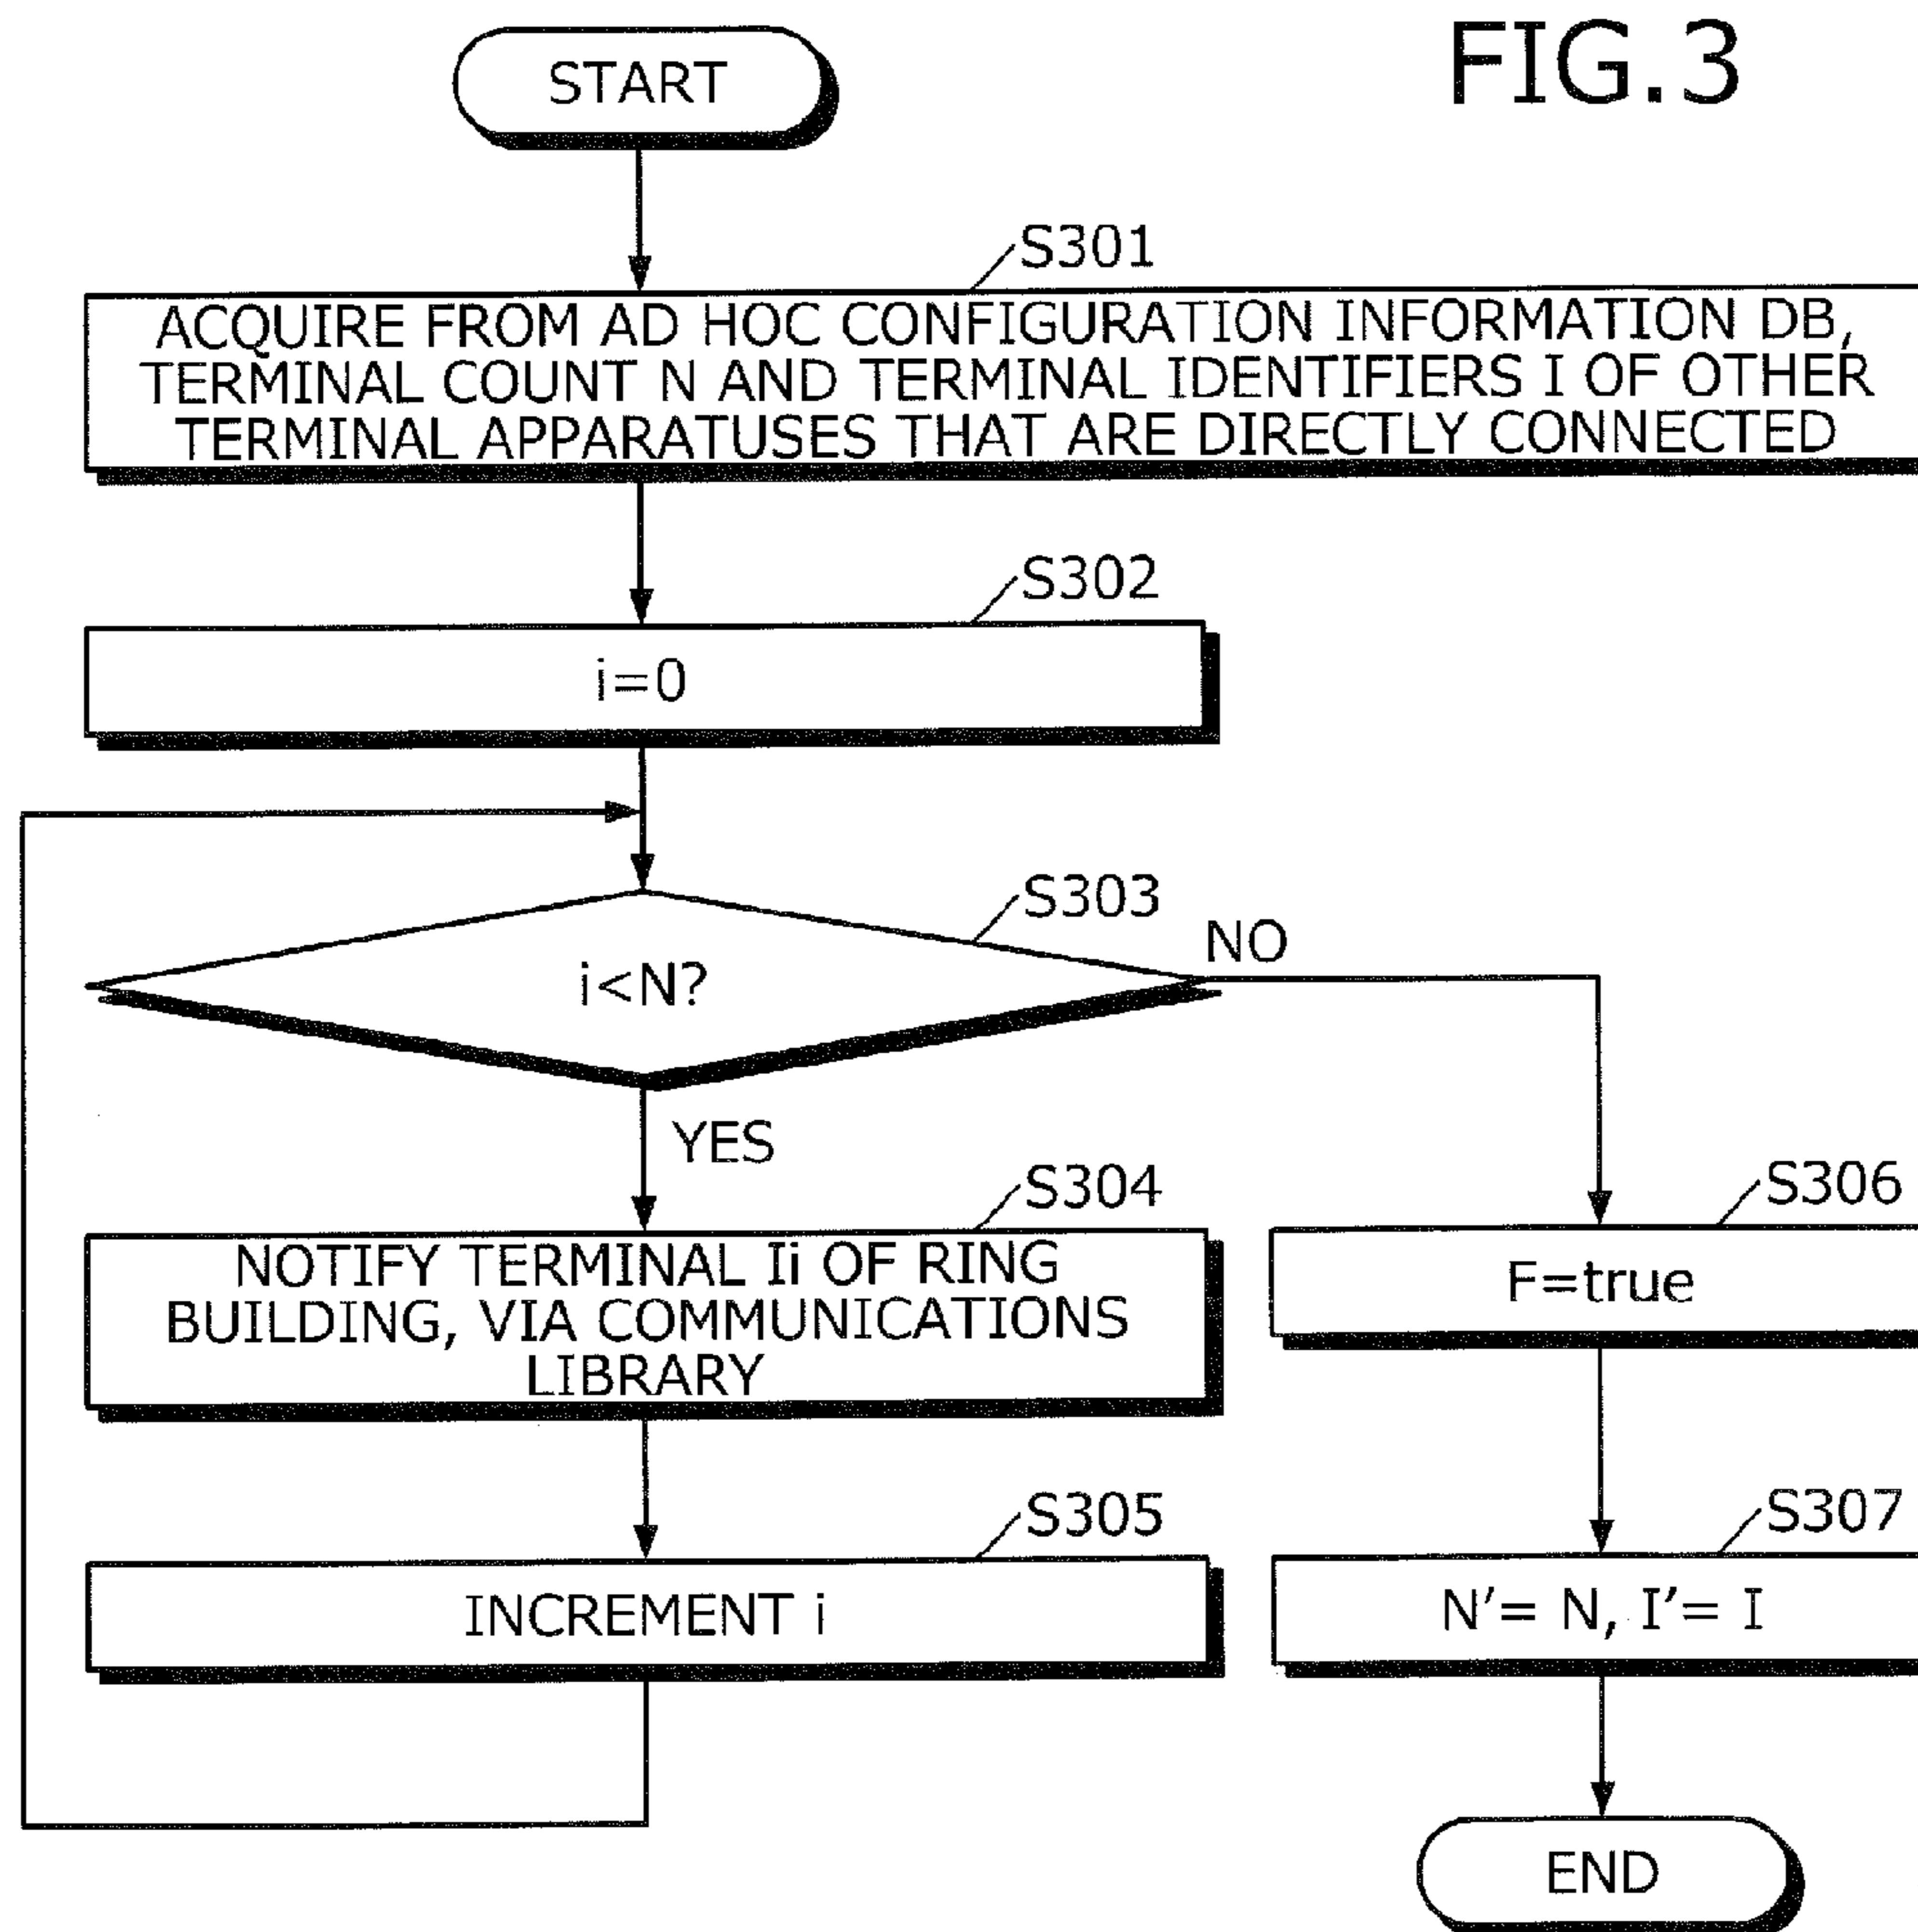 FIG.3
START
S301
ACQUIRE FROM AD HOC CONFIGURATION INFORMATION DB,
TERMINAL COUNT N AND TERMINAL IDENTIFIERS I OF OTHER
TERMINAL APPARATUSES THAT ARE DIRECTLY CONNECTED
S302
i=0
S303
i<N?
NO
YES
S304
NOTIFY TERMINAL Ii OF RING
BUILDING, VIA COMMUNICATIONS
LIBRARY
S305
INCREMENT i
S306
F=true
S307
N'= N, I'= I
END